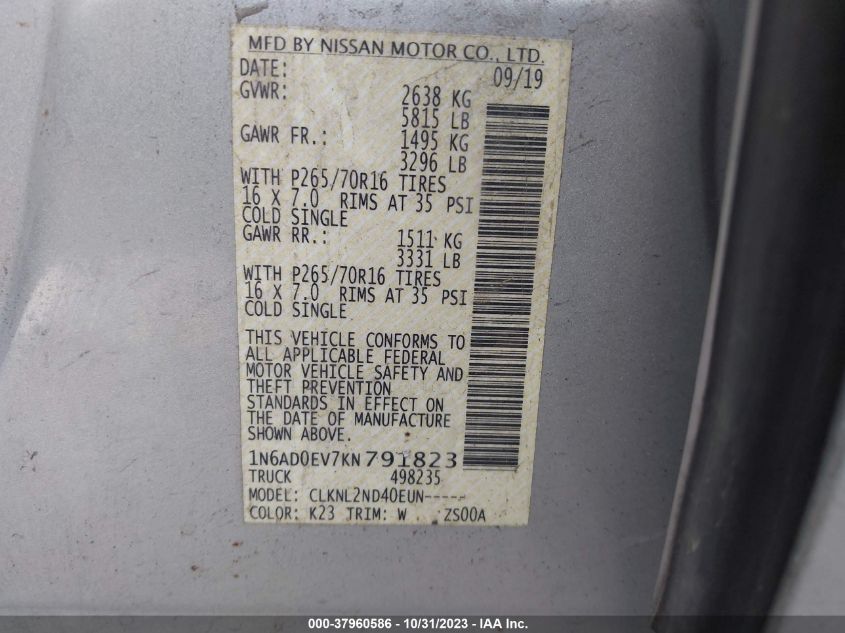 MFD BY NISSAN MOTOR CO., LTD.
DATE: 09/19
GVWR: 2638 KG
5815 LB
GAWR FR.: 1495 KG
3296 LB
WITH P265/70R16 TIRES
16 X 7.0 RIMS AT 35 PSI
COLD SINGLE
GAWR RR.: 1511 KG
3331 LB
WITH P265/70R16 TIRES
16 X 7.0 RIMS AT 35 PSI
COLD SINGLE
THIS VEHICLE CONFORMS TO
ALL APPLICABLE FEDERAL
MOTOR VEHICLE SAFETY AND
THEFT PREVENTION
STANDARDS IN EFFECT ON
THE DATE OF MANUFACTURE
SHOWN ABOVE.
1N6AD0EV7KN791823
TRUCK 498235
MODEL: CLKNL2ND40EUN-----
COLOR: K23 TRIM: W ZS00A
000-37960586 - 10/31/2023 - IAA Inc.